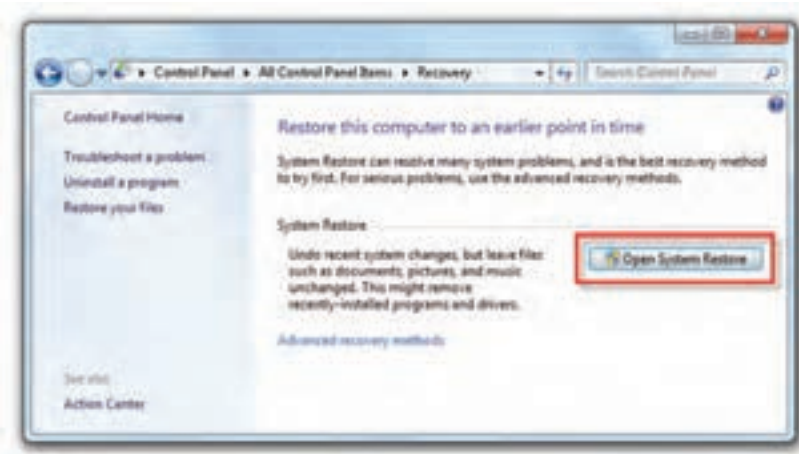 Control Panel ▸ All Control Panel Items ▸ Recovery
Search Control Panel
Control Panel Home
Troubleshoot a problem
Uninstall a program
Restore your files
See also
Action Center
Restore this computer to an earlier point in time
System Restore can resolve many system problems, and is the best recovery method
to try first. For serious problems, use the advanced recovery methods.
System Restore
Undo recent system changes, but leave files
such as documents, pictures, and music
unchanged. This might remove
recently-installed programs and drivers.
Open System Restore
Advanced recovery methods